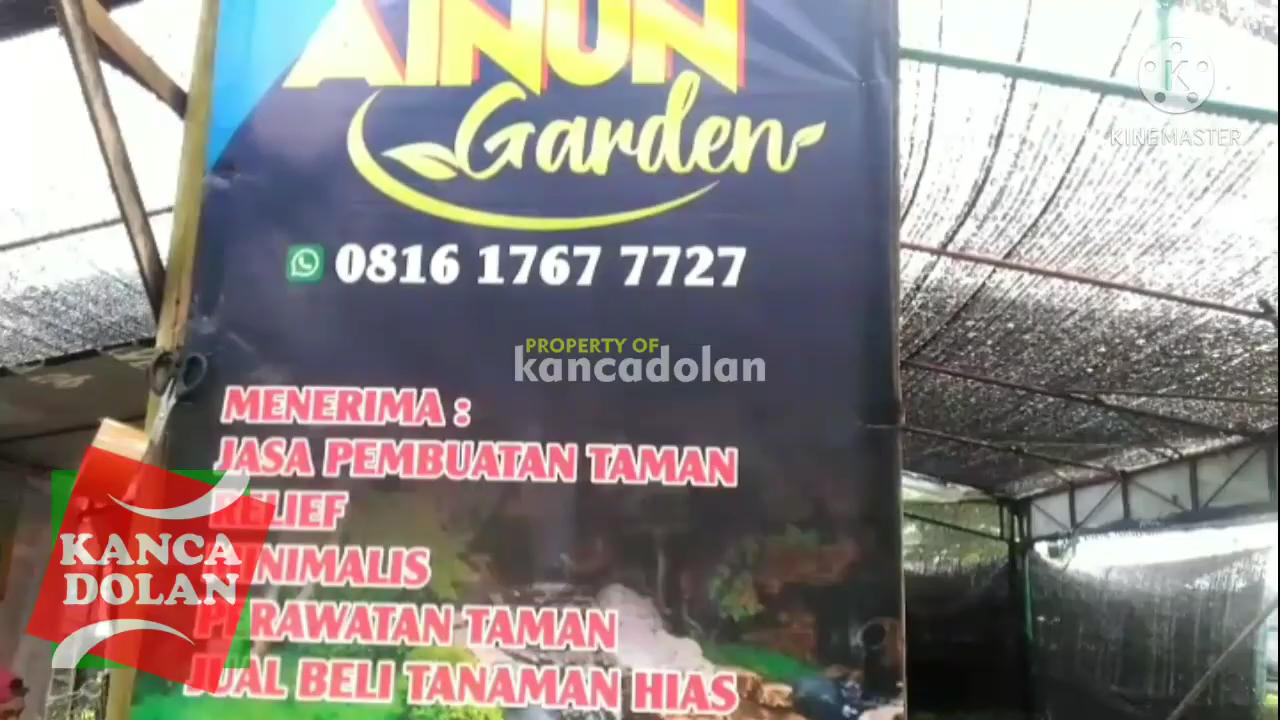 AINUN
Garden
0816 1767 7727
PROPERTY OF
kancadolan
MENERIMA :
JASA PEMBUATAN TAMAN
RELIEF
MINIMALIS
PERAWATAN TAMAN
JUAL BELI TANAMAN HIAS
KANCA
DOLAN
K
KINEMASTER